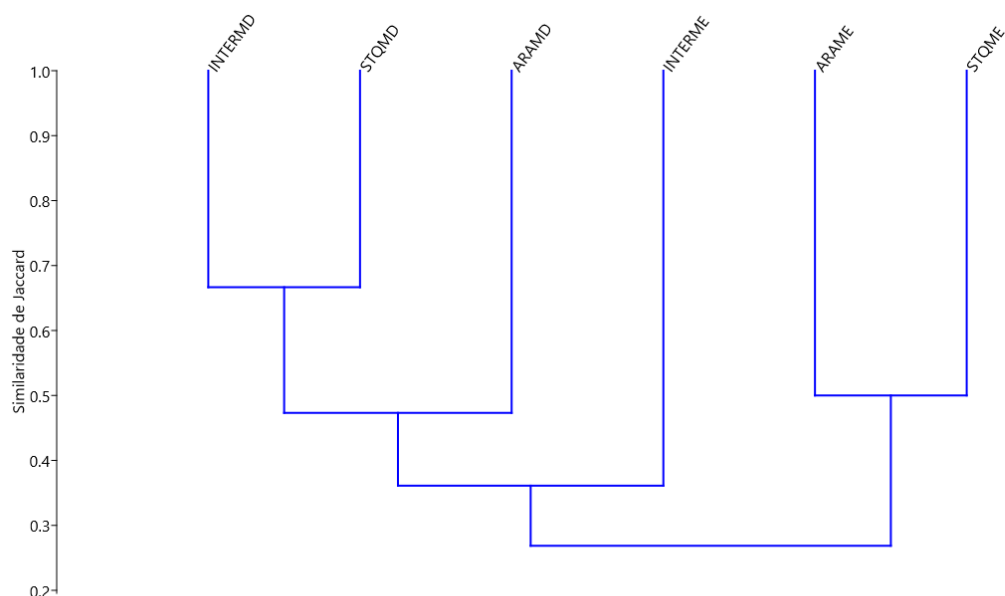 INTERMD
STQMD
ARAMD
INTERME
ARAME
STQME
1.0
0.9
0.8
0.7
0.6
0.5
0.4
0.3
0.2
Similaridade de Jaccard